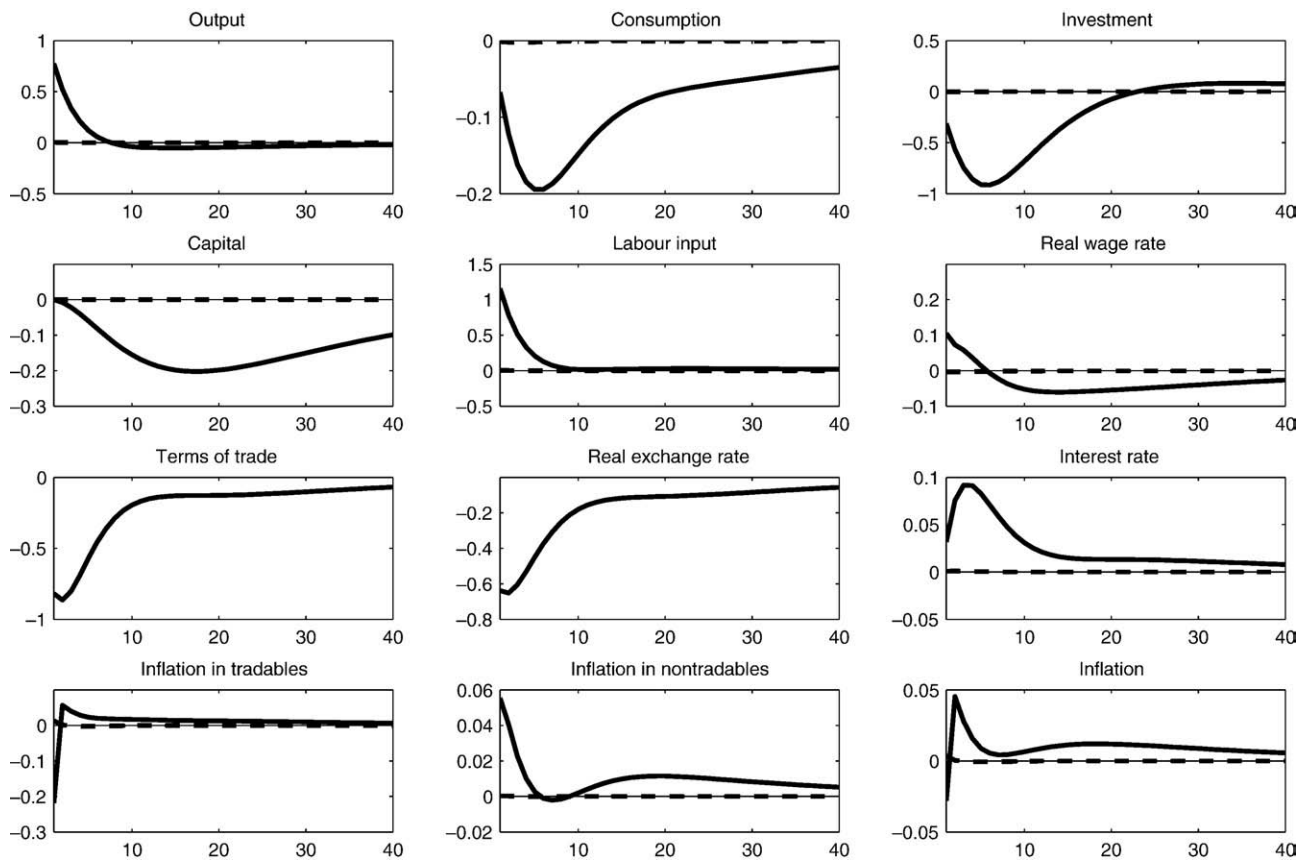 Output Consumption Investment
1 0 0.5
0.5 0
0 -0.1 -0.5
-0.5 -0.2 -1
10 20 30 40 10 20 30 40 10 20 30 40
Capital Labour input Real wage rate
0 1.5 0.2
-0.1 1 0.1
-0.2 0.5 0
-0.3 0 -0.1
-0.5
10 20 30 40 10 20 30 40 10 20 30 40
Terms of trade Real exchange rate Interest rate
0 -0.2 0.1
-0.5 -0.4 0.05
-1 -0.6 0
-0.8 -0.05
10 20 30 40 10 20 30 40 10 20 30 40
Inflation in tradables Inflation in nontradables Inflation
0 0.06 0.05
-0.1 0.04 0
-0.2 0.02 -0.05
-0.3 0
-0.02
10 20 30 40 10 20 30 40 10 20 30 40